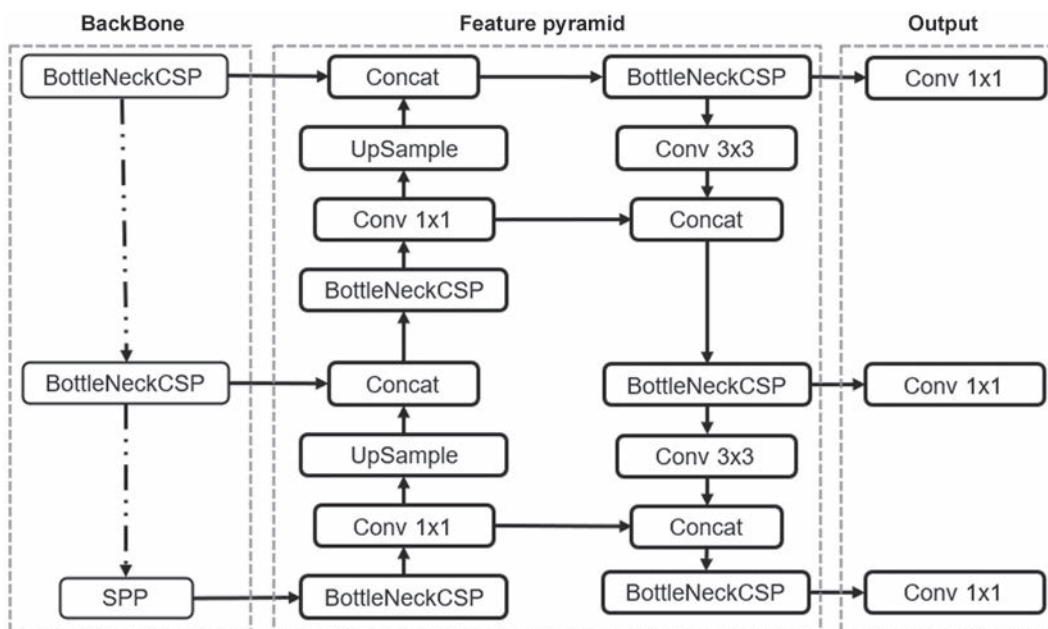 BackBone
Feature pyramid
Output
BottleNeckCSP
Concat
BottleNeckCSP
Conv 1x1
UpSample
Conv 3x3
Conv 1x1
Concat
BottleNeckCSP
BottleNeckCSP
Concat
BottleNeckCSP
Conv 1x1
UpSample
Conv 3x3
Conv 1x1
Concat
SPP
BottleNeckCSP
BottleNeckCSP
Conv 1x1